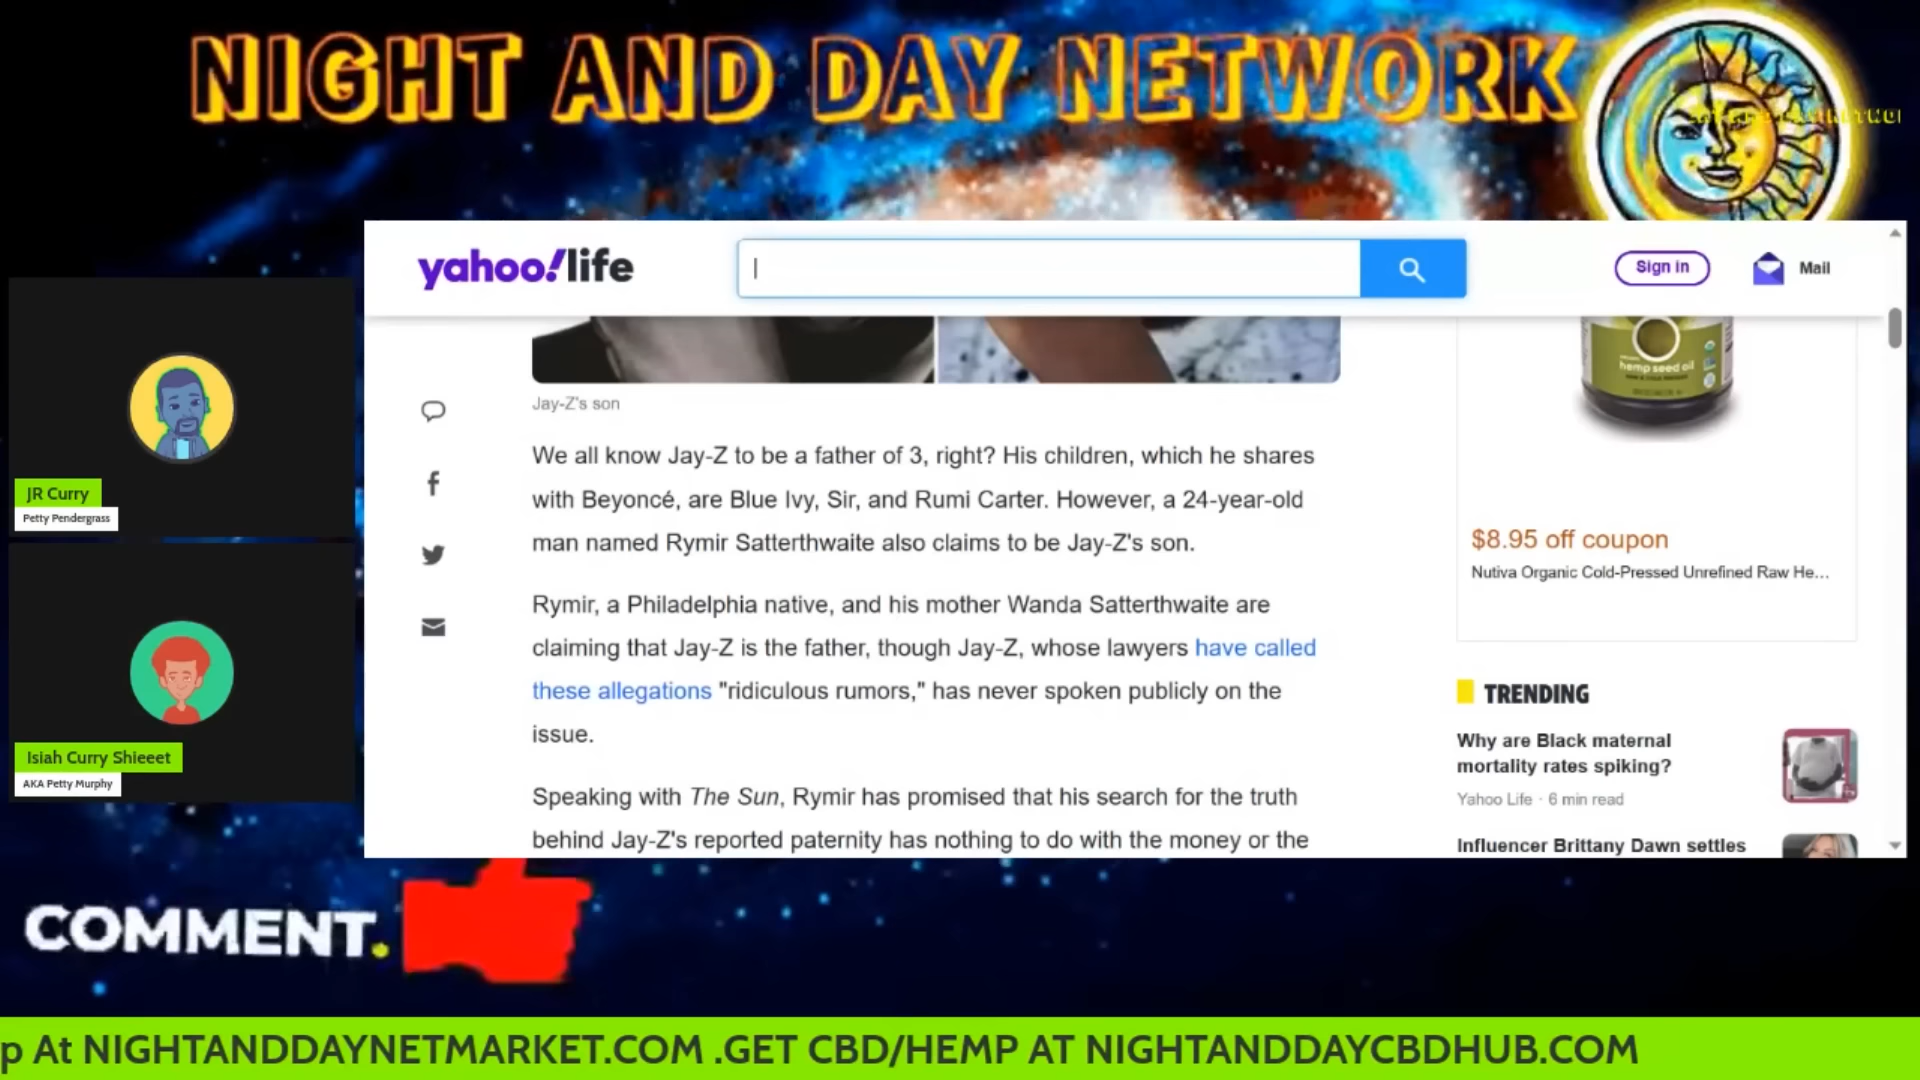 NIGHT AND DAY NETWORK
yahoo!life
Sign in
Mail
hemp seed oil
Jay-Z's son
We all know Jay-Z to be a father of 3, right? His children, which he shares
with Beyoncé, are Blue Ivy, Sir, and Rumi Carter. However, a 24-year-old
man named Rymir Satterthwaite also claims to be Jay-Z's son.
Rymir, a Philadelphia native, and his mother Wanda Satterthwaite are
claiming that Jay-Z is the father, though Jay-Z, whose lawyers have called
these allegations "ridiculous rumors," has never spoken publicly on the
issue.
Speaking with The Sun, Rymir has promised that his search for the truth
behind Jay-Z's reported paternity has nothing to do with the money or the
$8.95 off coupon
Nutiva Organic Cold-Pressed Unrefined Raw He...
TRENDING
Why are Black maternal
mortality rates spiking?
Yahoo Life · 6 min read
Influencer Brittany Dawn settles
JR Curry
Petty Pendergrass
Isiah Curry Shieeet
AKA Petty Murphy
COMMENT.
p At NIGHTANDDAYNETMARKET.COM .GET CBD/HEMP AT NIGHTANDDAYCBDHUB.COM